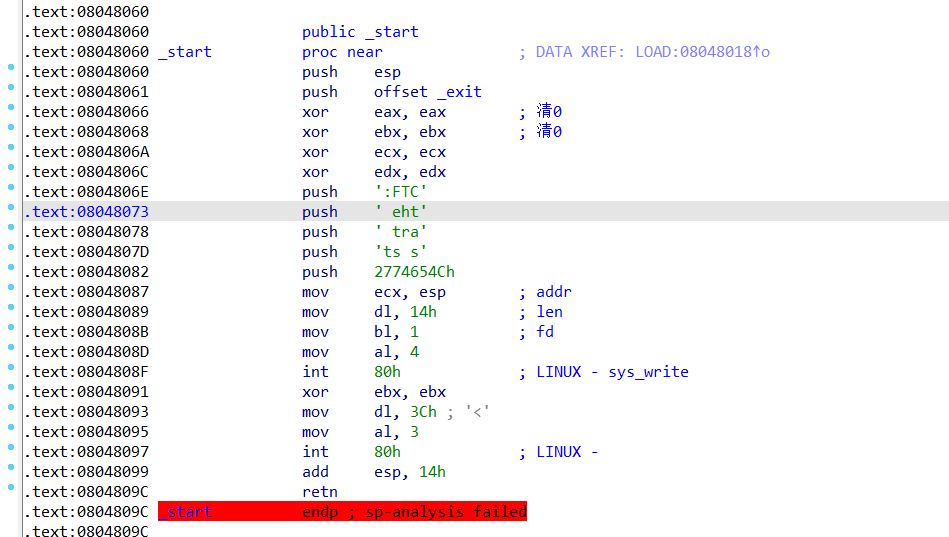 .text:08048060
.text:08048060 public _start
.text:08048060 _start proc near ; DATA XREF: LOAD:08048018↑o
.text:08048060 push esp
.text:08048061 push offset _exit
.text:08048066 xor eax, eax ; 清0
.text:08048068 xor ebx, ebx ; 清0
.text:0804806A xor ecx, ecx
.text:0804806C xor edx, edx
.text:0804806E push ':FTC'
.text:08048073 push ' eht'
.text:08048078 push ' tra'
.text:0804807D push 'ts s'
.text:08048082 push 2774654Ch
.text:08048087 mov ecx, esp ; addr
.text:08048089 mov dl, 14h ; len
.text:0804808B mov bl, 1 ; fd
.text:0804808D mov al, 4
.text:0804808F int 80h ; LINUX - sys_write
.text:08048091 xor ebx, ebx
.text:08048093 mov dl, 3Ch ; '<'
.text:08048095 mov al, 3
.text:08048097 int 80h ; LINUX -
.text:08048099 add esp, 14h
.text:0804809C retn
.text:0804809C _start endp ; sp-analysis failed
.text:0804809C